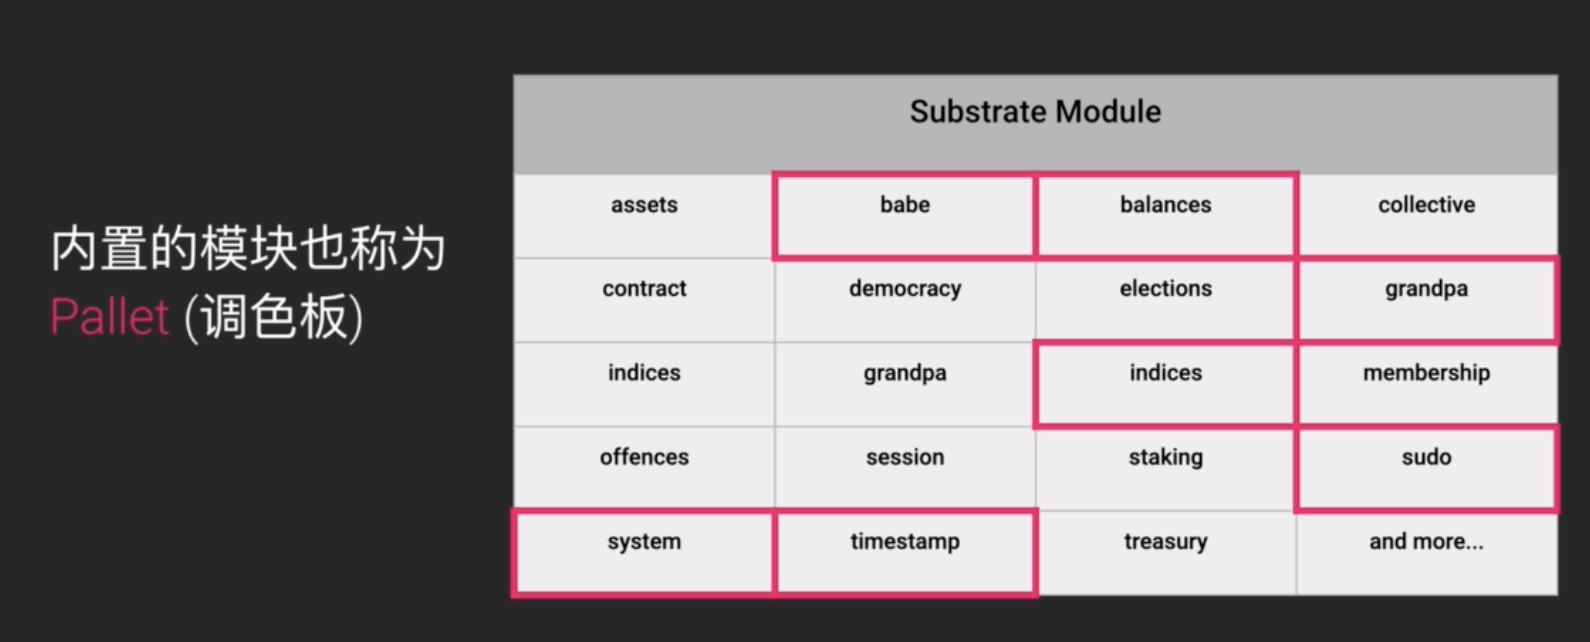 内置的模块也称为
Pallet (调色板)
Substrate Module
assets babe balances collective
contract democracy elections grandpa
indices grandpa indices membership
offences session staking sudo
system timestamp treasury and more...